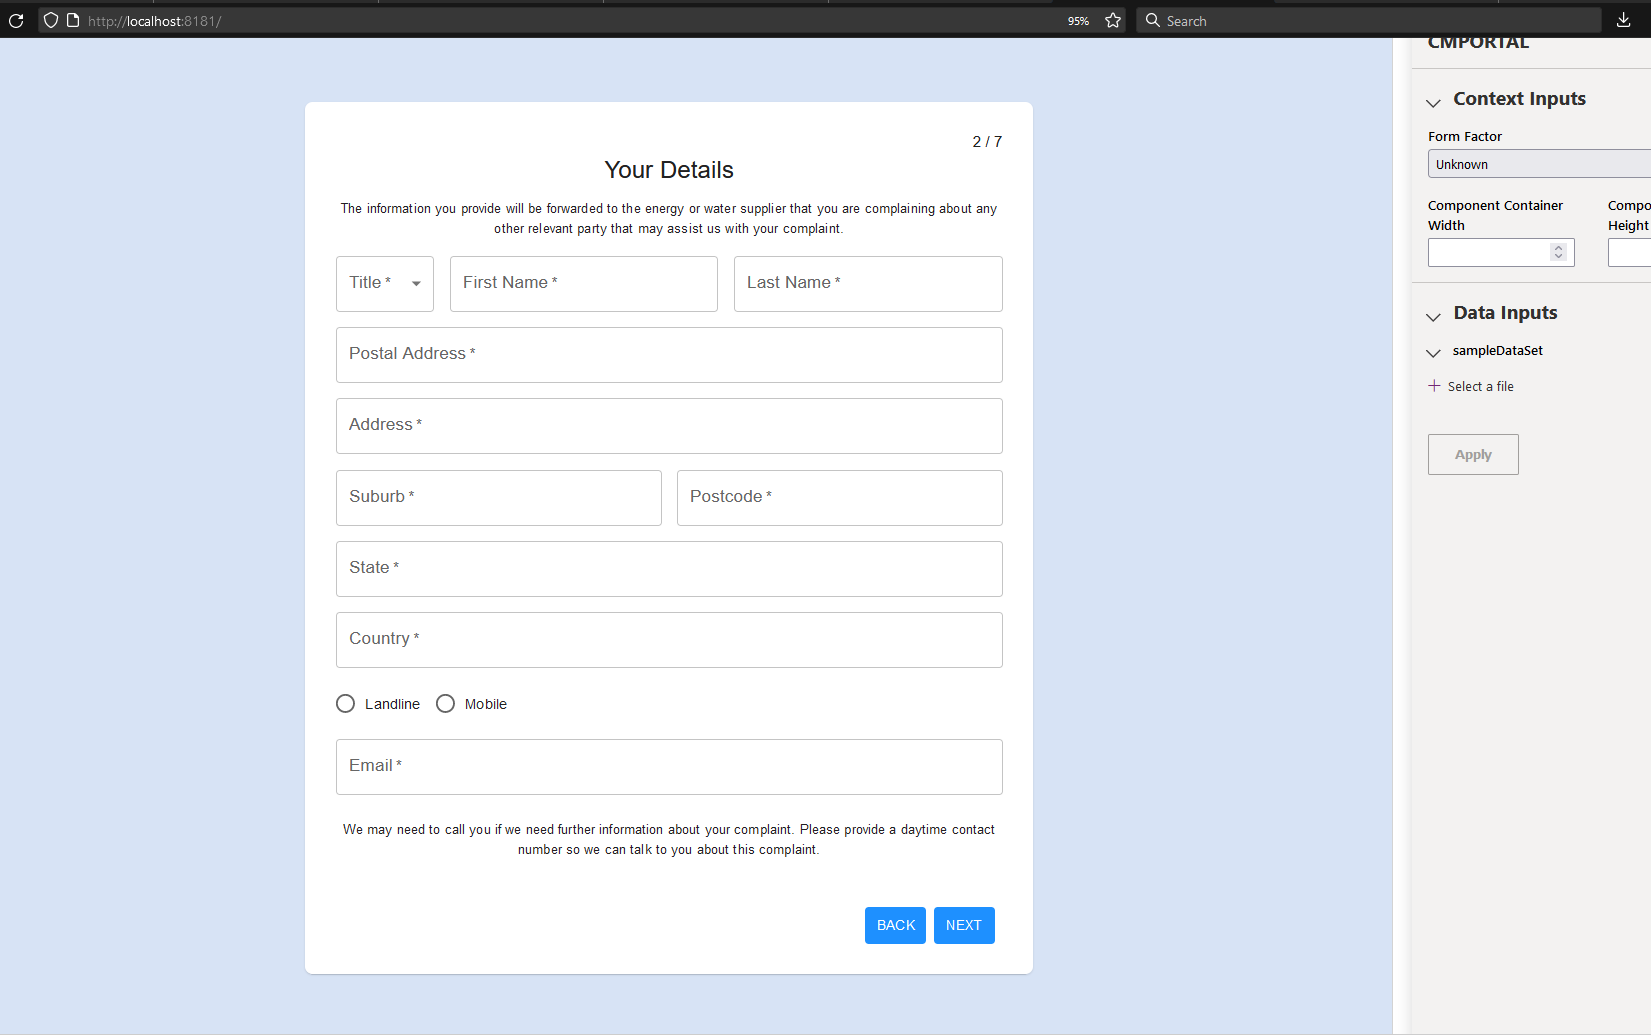 http://localhost:8181/
95%
Search
2 / 7
Your Details
The information you provide will be forwarded to the energy or water supplier that you are complaining about any
other relevant party that may assist us with your complaint.
Title *
First Name *
Last Name *
Postal Address *
Address *
Suburb *
Postcode *
State *
Country *
Landline
Mobile
Email *
We may need to call you if we need further information about your complaint. Please provide a daytime contact
number so we can talk to you about this complaint.
BACK
NEXT
CMPORTAL
Context Inputs
Form Factor
Unknown
Component Container
Width
Compo
Height
Data Inputs
sampleDataSet
Select a file
Apply